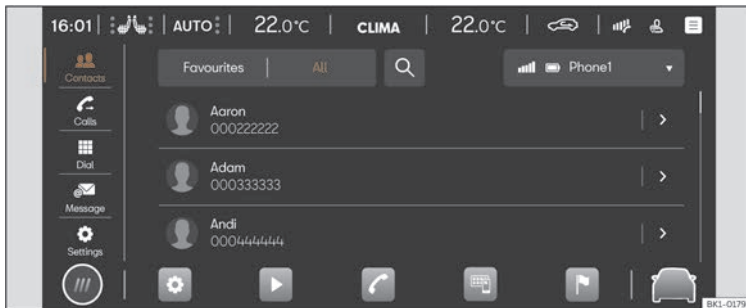 16:01 AUTO 22.0°C CLIMA 22.0°C
Favourites All Phone1
Contacts
Calls
Dial
Message
Settings
Aaron
000222222
Adam
000333333
Andi
000444444
BK1-0179